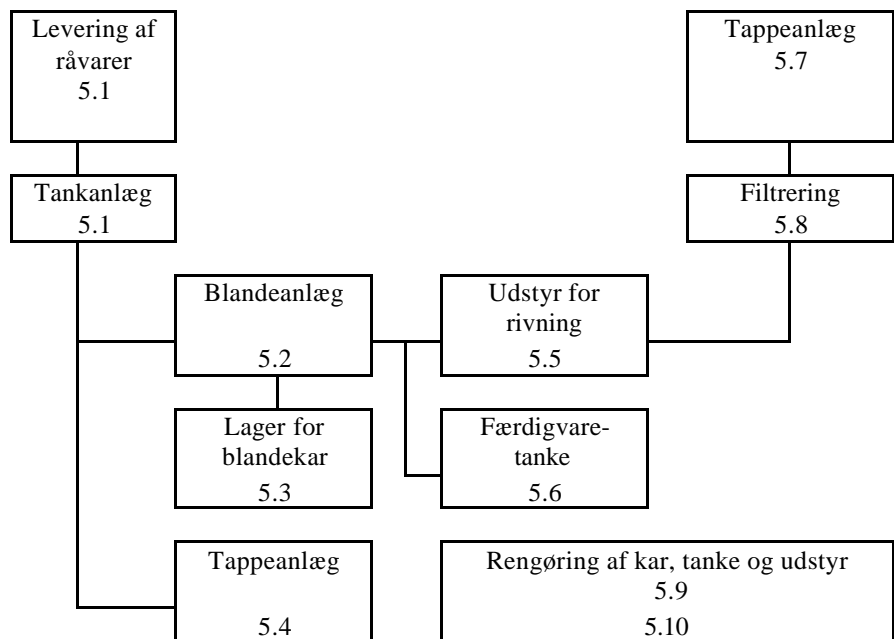 Levering af
råvarer
5.1
Tappeanlæg
5.7
Tankanlæg
5.1
Filtrering
5.8
Blandeanlæg
5.2
Udstyr for
rivning
5.5
Lager for
blandekar
5.3
Færdigvare-
tanke
5.6
Tappeanlæg
5.4
Rengøring af kar, tanke og udstyr
5.9
5.10